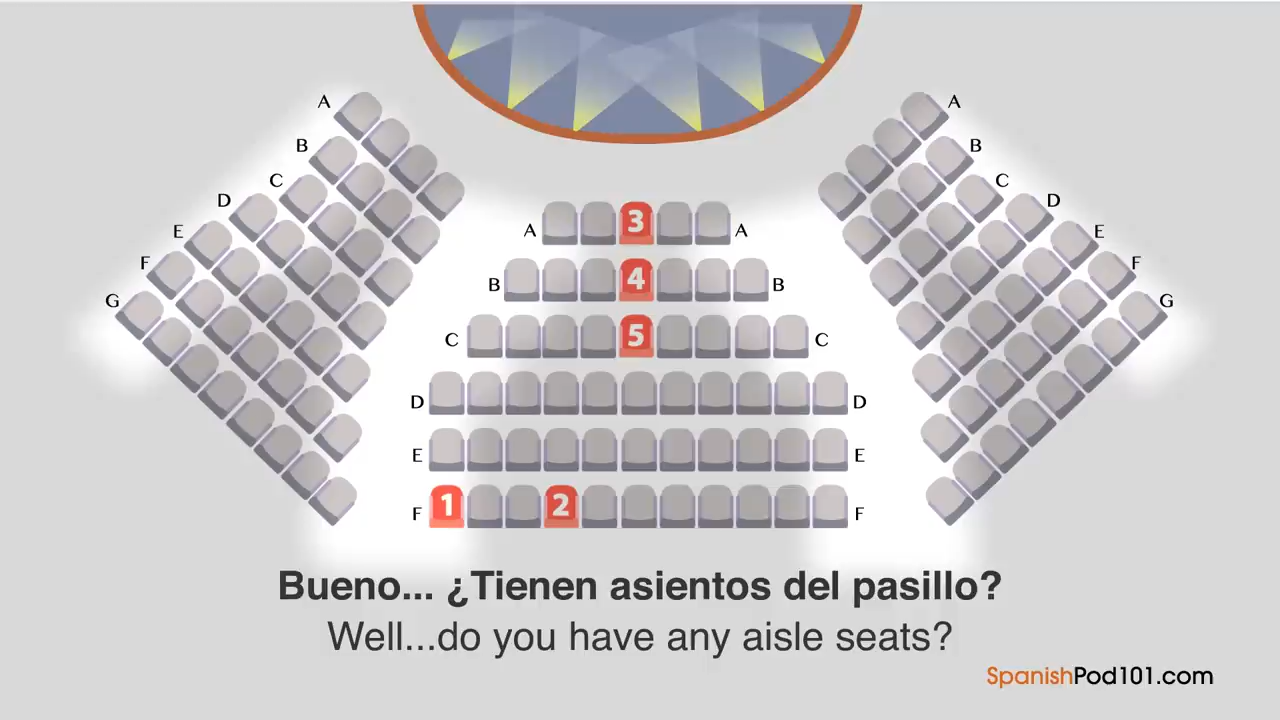 A
A
B
B
C
C
D
D
E
E
F
F
G
G
A 3 A
B 4 B
C 5 C
D D
E E
F 1 2 F
Bueno... ¿Tienen asientos del pasillo?
Well...do you have any aisle seats?
SpanishPod101.com